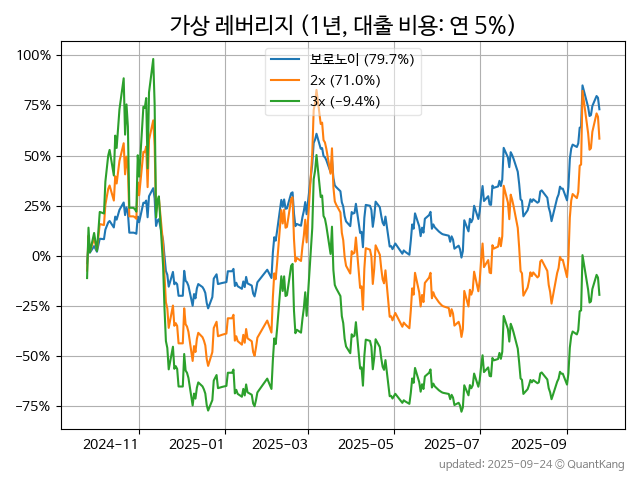 가상 레버리지 (1년, 대출 비용: 연 5%)
보로노이 (79.7%)
2x (71.0%)
3x (−9.4%)
100%
75%
50%
25%
0%
−25%
−50%
−75%
2024-11
2025-01
2025-03
2025-05
2025-07
2025-09
updated: 2025-09-24 © QuantKang